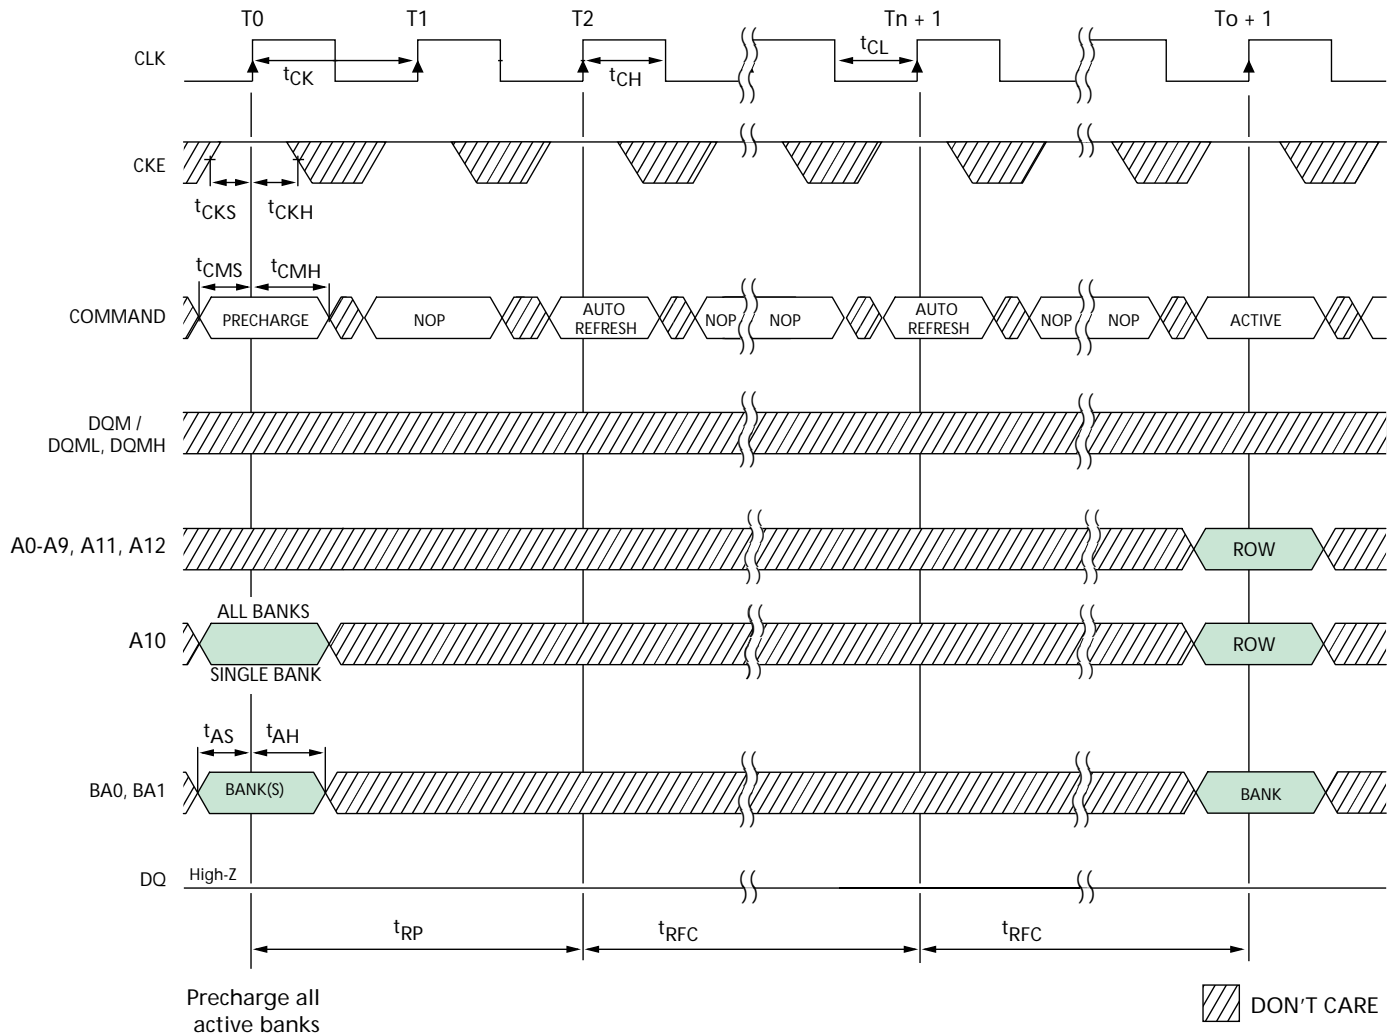 T0 T1 T2 Tn + 1 To + 1
CLK
tCK tCH tCL
CKE
tCKS tCKH
tCMS tCMH
COMMAND
PRECHARGE NOP AUTO REFRESH NOP NOP AUTO REFRESH NOP NOP ACTIVE
DQM /
DQML, DQMH
A0-A9, A11, A12 ROW
ALL BANKS
A10 ROW
SINGLE BANK
tAS tAH
BA0, BA1 BANK(S) BANK
DQ High-Z
tRP tRFC tRFC
Precharge all
active banks
DON'T CARE